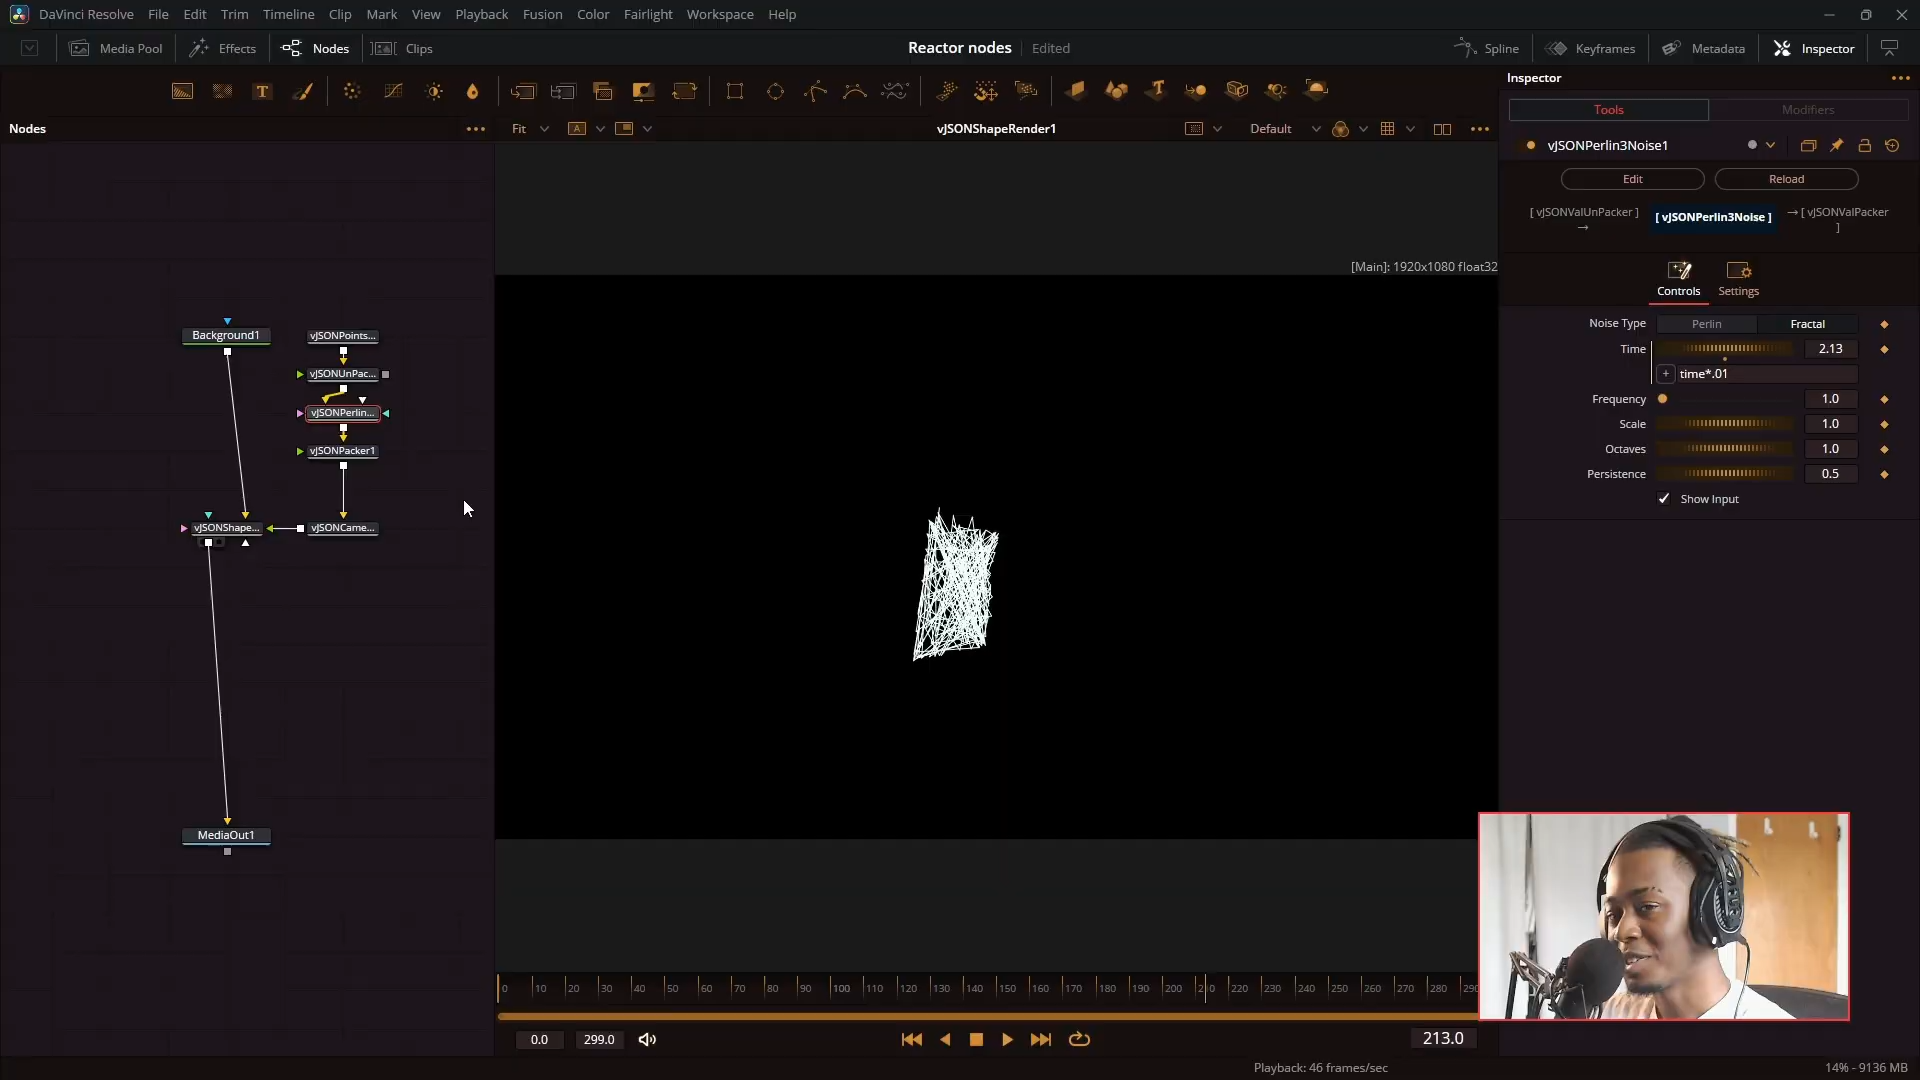 DaVinci Resolve File Edit Trim Timeline Clip Mark View Playback Fusion Color Fairlight Workspace Help
Media Pool Effects Nodes Clips Reactor nodes Edited Spline Keyframes Metadata Inspector
Inspector
T T
Tools Modifiers
Nodes Fit A vJSONShapeRender1 Default
vJSONPerlin3Noise1
Edit Reload
[ vJSONValUnPacker ] → [ vJSONPerlin3Noise ] → [ vJSONValPacker ]
[Main]: 1920x1080 float32
Controls Settings
Noise Type Perlin Fractal
Time 2.13
+ time*.01
Frequency 1.0
Scale 1.0
Octaves 1.0
Persistence 0.5
Show Input
Background1 vJSONPoints...
vJSONUnPac...
vJSONPerlin...
vJSONPacker1
vJSONShape... vJSONCame...
MediaOut1
0 10 20 30 40 50 60 70 80 90 100 110 120 130 140 150 160 170 180 190 200 220 230 240 250 260 270 280
0.0 299.0 213.0
Playback: 46 frames/sec 14% - 9136 MB